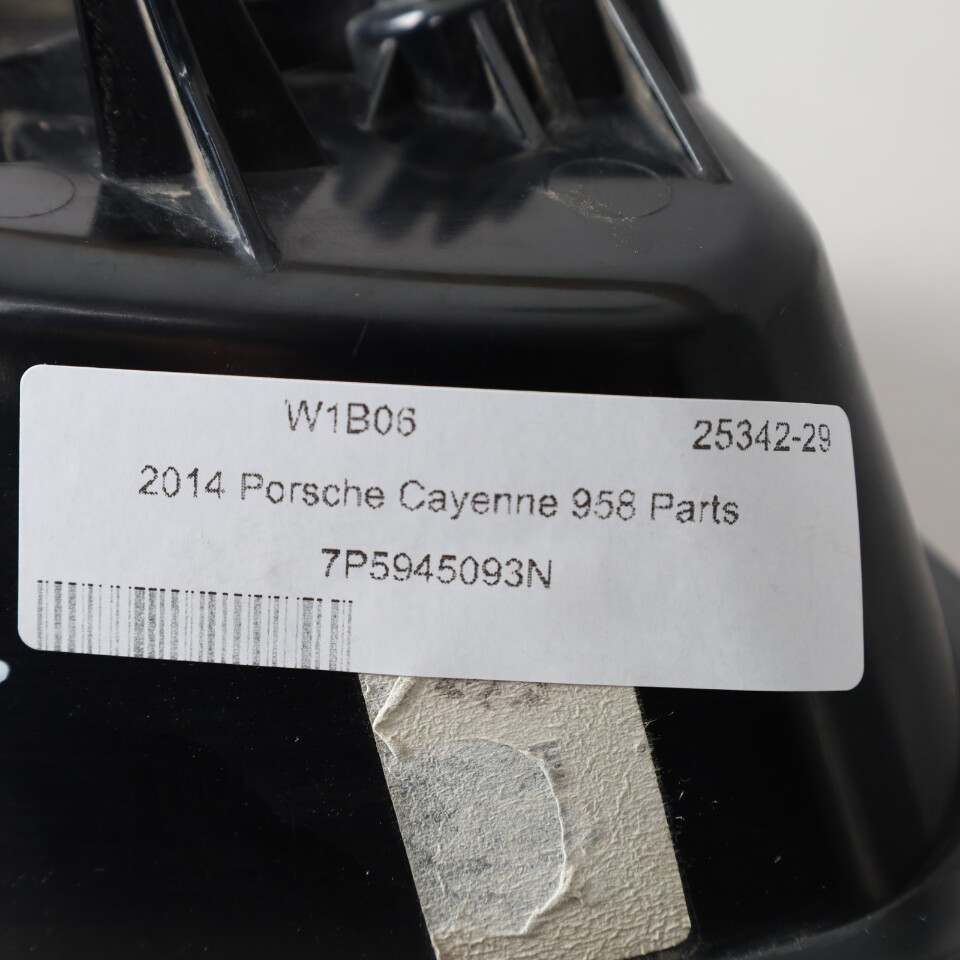 W1B06 25342-29
2014 Porsche Cayenne 958 Parts
7P5945093N